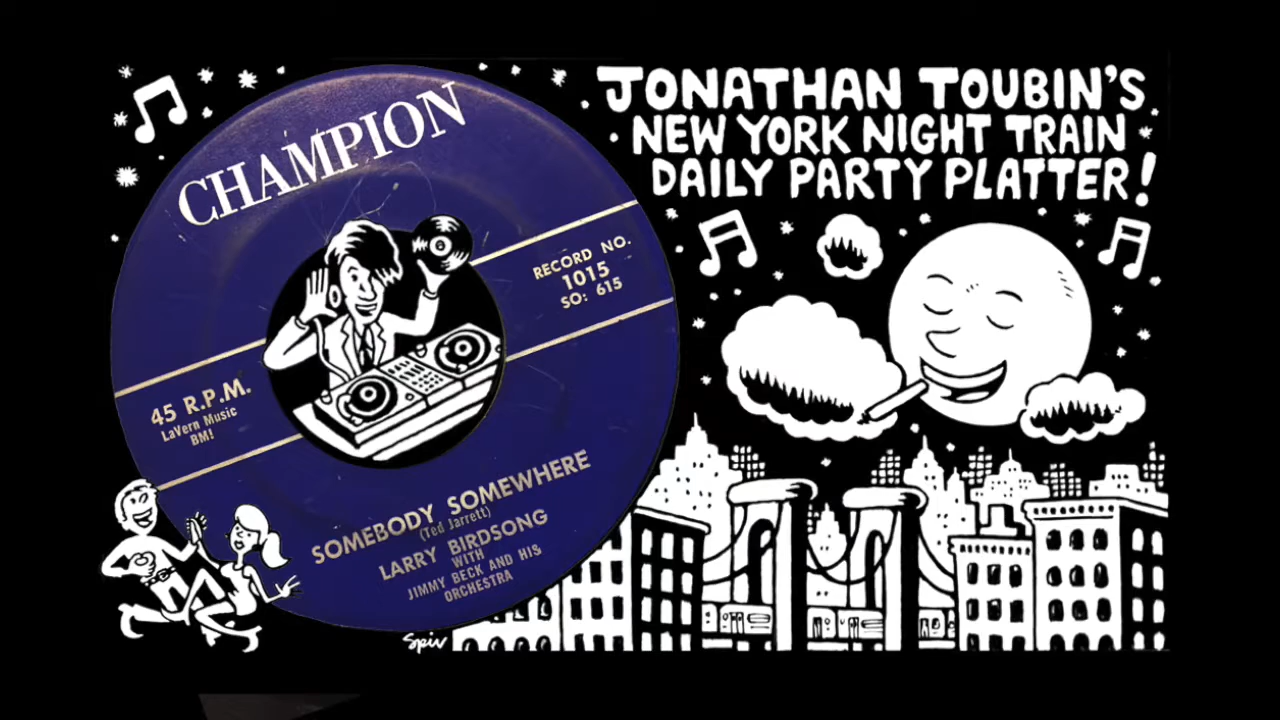 CHAMPION
RECORD NO.
1015
SO: 615
45 R.P.M.
LaVern Music
BMI
SOMEBODY SOMEWHERE
(Ted Jarrett)
LARRY BIRDSONG
WITH
JIMMY BECK AND HIS
ORCHESTRA
Spiv
JONATHAN TOUBIN'S
NEW YORK NIGHT TRAIN
DAILY PARTY PLATTER!